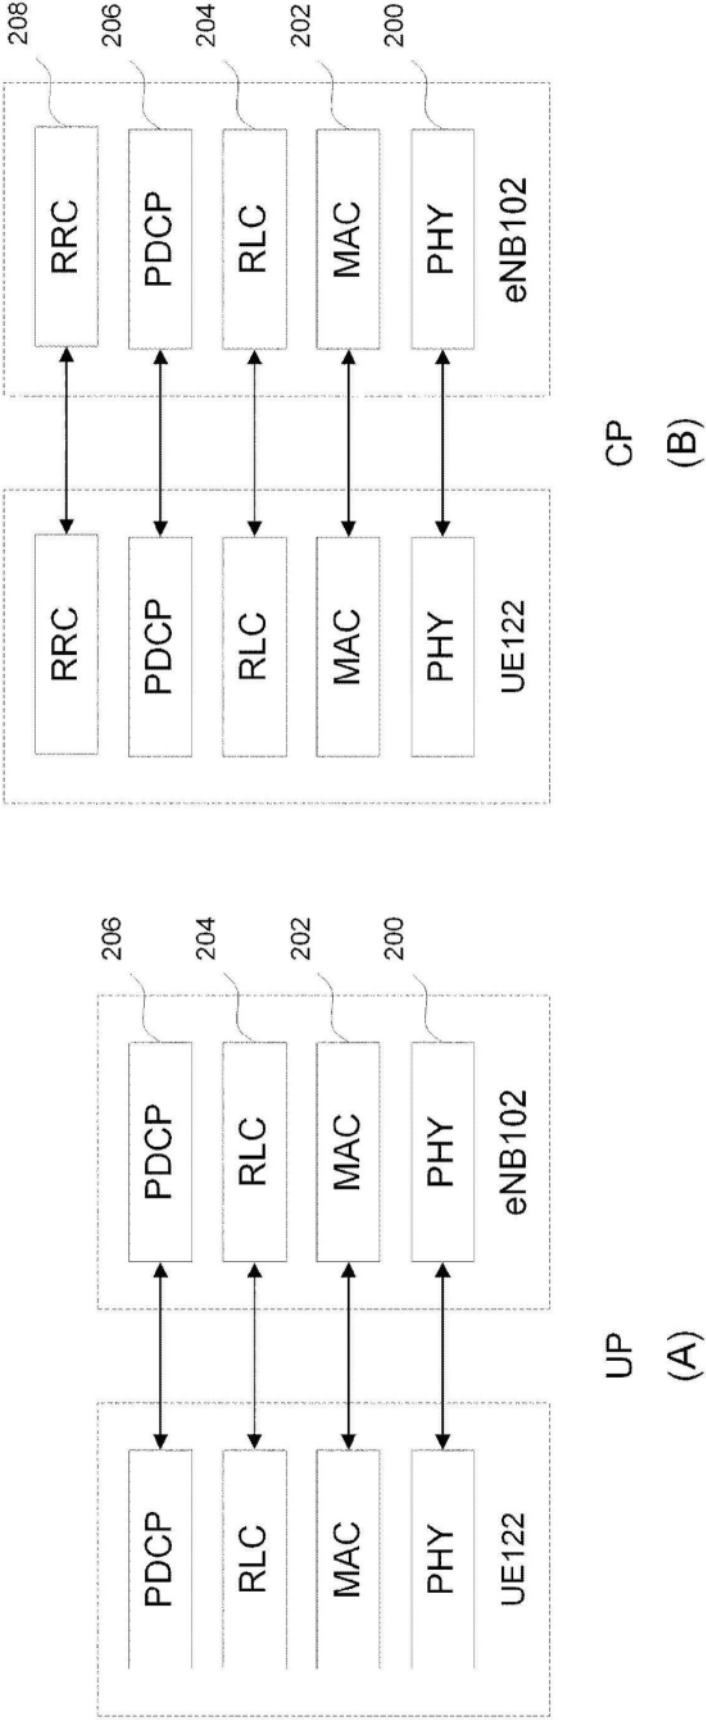 PDCP PDCP 206
RLC RLC 204
MAC MAC 202
PHY PHY 200
UE122 eNB102
UP
(A)
RRC RRC 208
PDCP PDCP 206
RLC RLC 204
MAC MAC 202
PHY PHY 200
UE122 eNB102
CP
(B)